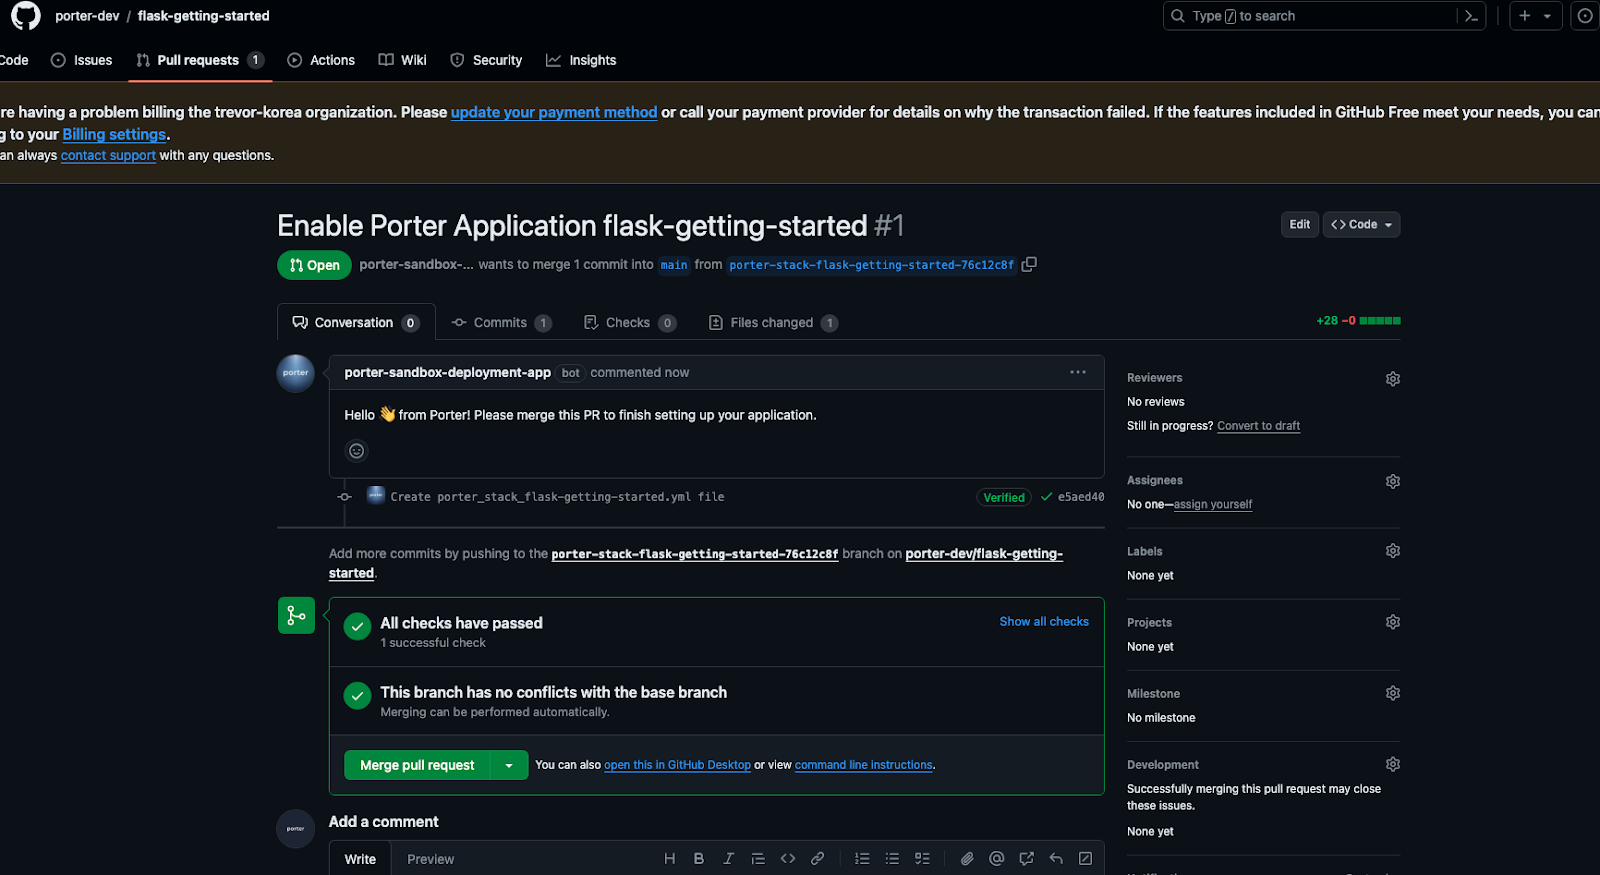 porter-dev / flask-getting-started
Type / to search
Code
Issues
Pull requests 1
Actions
Wiki
Security
Insights
re having a problem billing the trevor-korea organization. Please update your payment method or call your payment provider for details on why the transaction failed. If the features included in GitHub Free meet your needs, you can
g to your Billing settings.
an always contact support with any questions.
Enable Porter Application flask-getting-started #1
Edit
Code
Open
porter-sandbox-... wants to merge 1 commit into main from porter-stack-flask-getting-started-76c12c8f
Conversation 0
Commits 1
Checks 0
Files changed 1
+28 −0
porter
porter-sandbox-deployment-app bot commented now
Hello 👋 from Porter! Please merge this PR to finish setting up your application.
Create porter_stack_flask-getting-started.yml file
Verified
e5aed40
Add more commits by pushing to the porter-stack-flask-getting-started-76c12c8f branch on porter-dev/flask-getting-
started.
All checks have passed
1 successful check
Show all checks
This branch has no conflicts with the base branch
Merging can be performed automatically.
Merge pull request
You can also open this in GitHub Desktop or view command line instructions.
porter
Add a comment
Write
Preview
Reviewers
No reviews
Still in progress? Convert to draft
Assignees
No one—assign yourself
Labels
None yet
Projects
None yet
Milestone
No milestone
Development
Successfully merging this pull request may close
these issues.
None yet